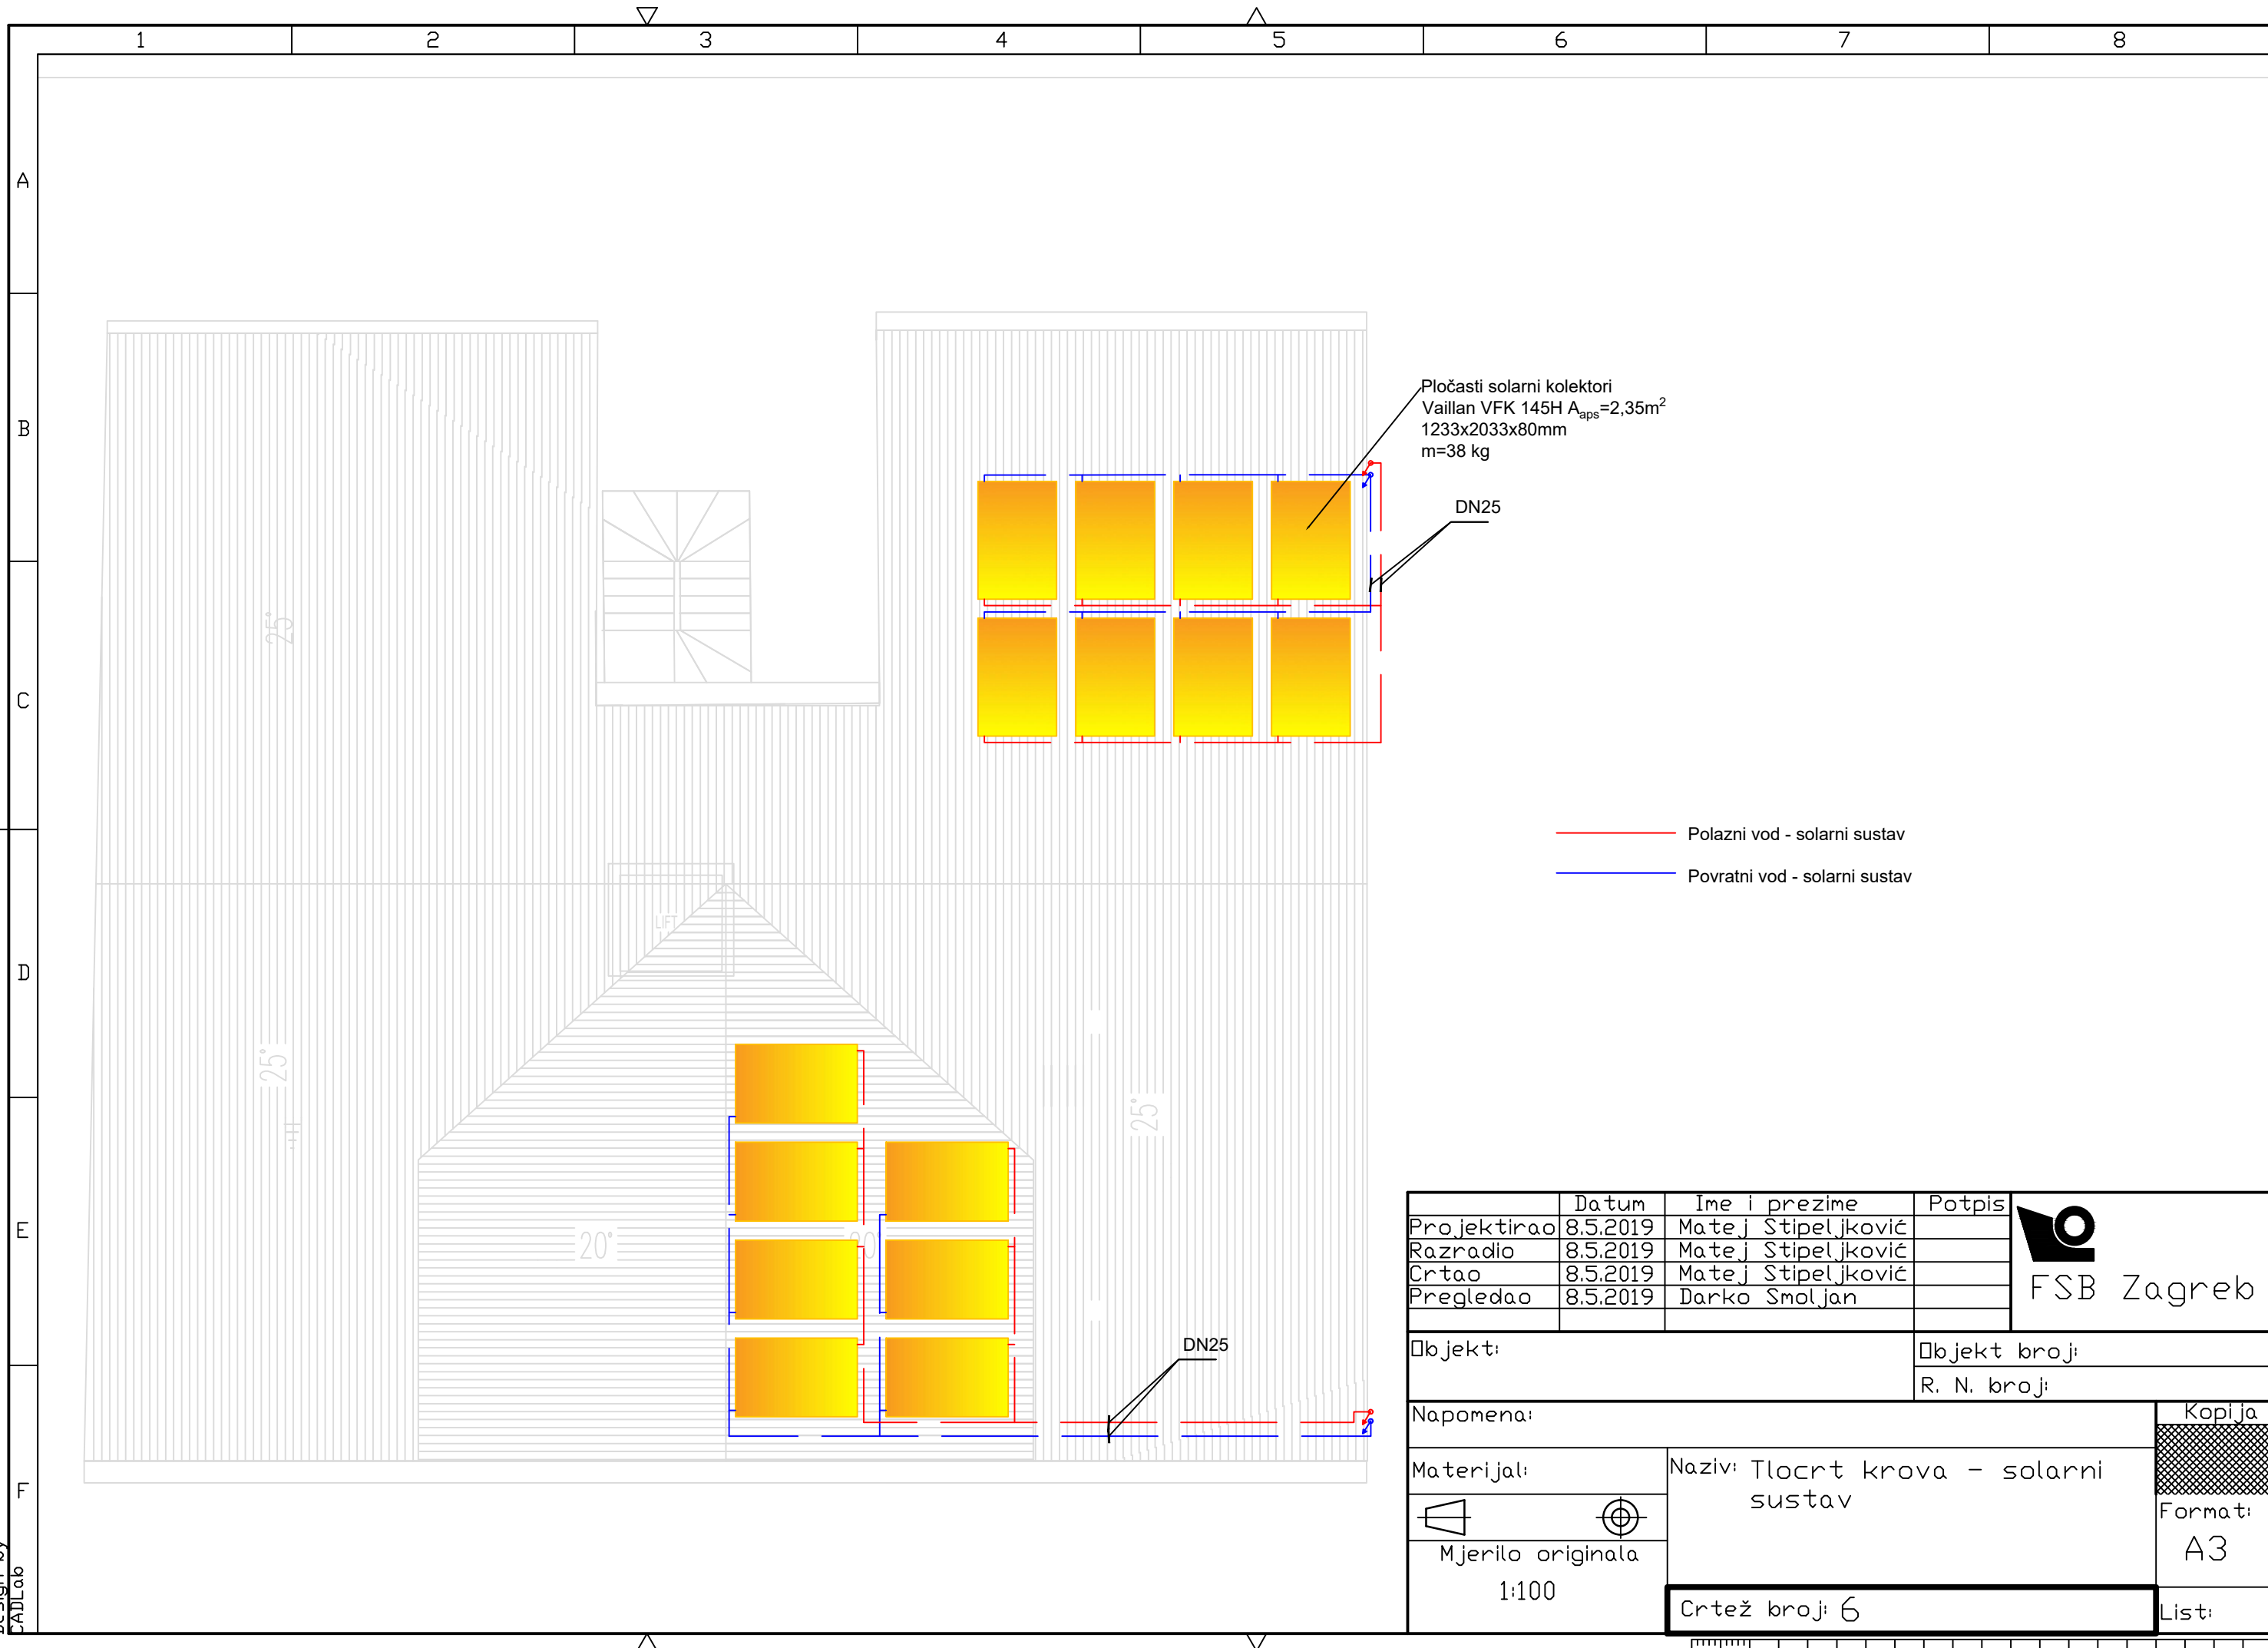 1 2 3 4 5 6 7 8
A
B
C
D
E
F
Pločasti solarni kolektori
Vaillan VFK 145H Aaps=2,35m²
1233x2033x80mm
m=38 kg
DN25
25°
Polazni vod - solarni sustav
Povratni vod - solarni sustav
LIFT
25°
25°
20°
20°
DN25
Datum Ime i prezime Potpis
Projektirao 8.5.2019 Matej Stipeljković
Razradio 8.5.2019 Matej Stipeljković
Crtao 8.5.2019 Matej Stipeljković
Pregledao 8.5.2019 Darko Smoljan
FSB Zagreb
Objekt:
Objekt broj:
R. N. broj:
Napomena:
Kopija
Materijal:
Naziv: Tlocrt krova - solarni
sustav
Format:
A3
Mjerilo originala
1:100
Crtež broj: 6
List:
Design by
CADLab